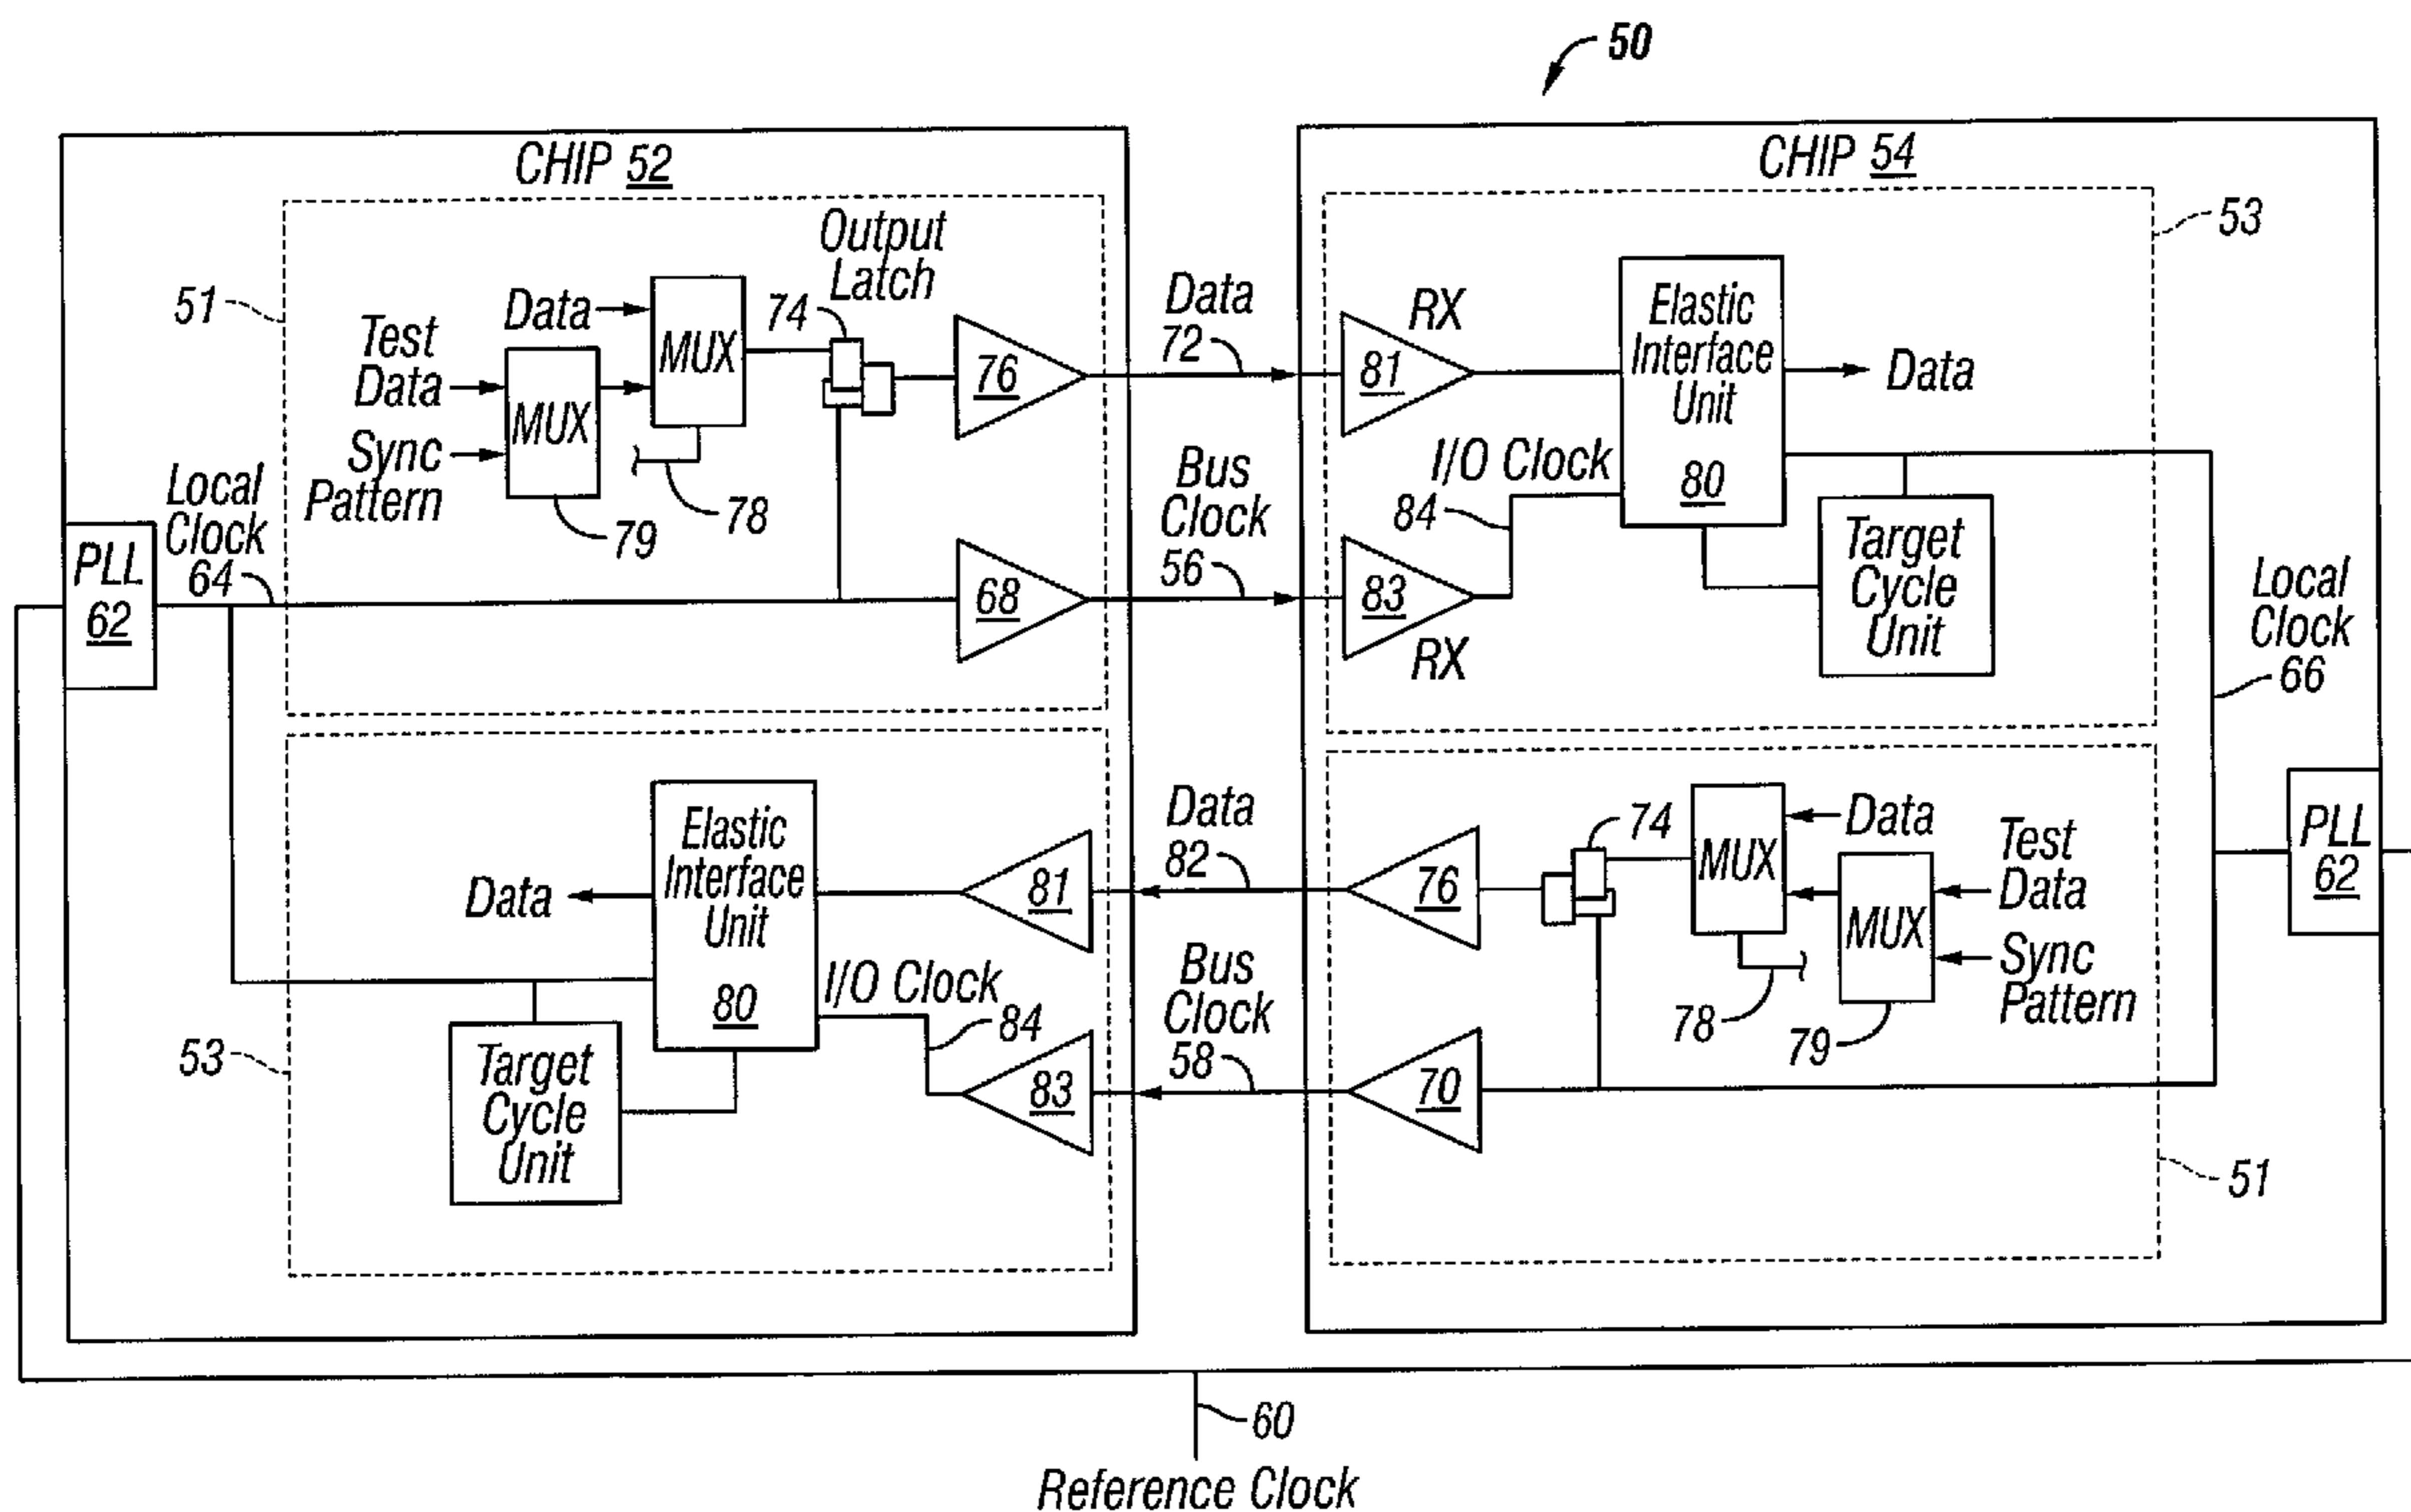 50
CHIP 52
CHIP 54
51
53
Output
Latch
74
Data
MUX
Test
Data
MUX
Sync
Pattern
78
79
76
Data
72
RX
81
Elastic
Interface
Unit
80
Data
I/O Clock
84
Local
Clock
64
PLL
62
68
Bus
Clock
56
83
RX
Target
Cycle
Unit
Local
Clock
66
Data
Elastic
Interface
Unit
80
81
Data
82
76
74
MUX
Data
MUX
Test
Data
Sync
Pattern
78
79
PLL
62
53
Target
Cycle
Unit
I/O Clock
84
83
Bus
Clock
58
70
51
60
Reference Clock